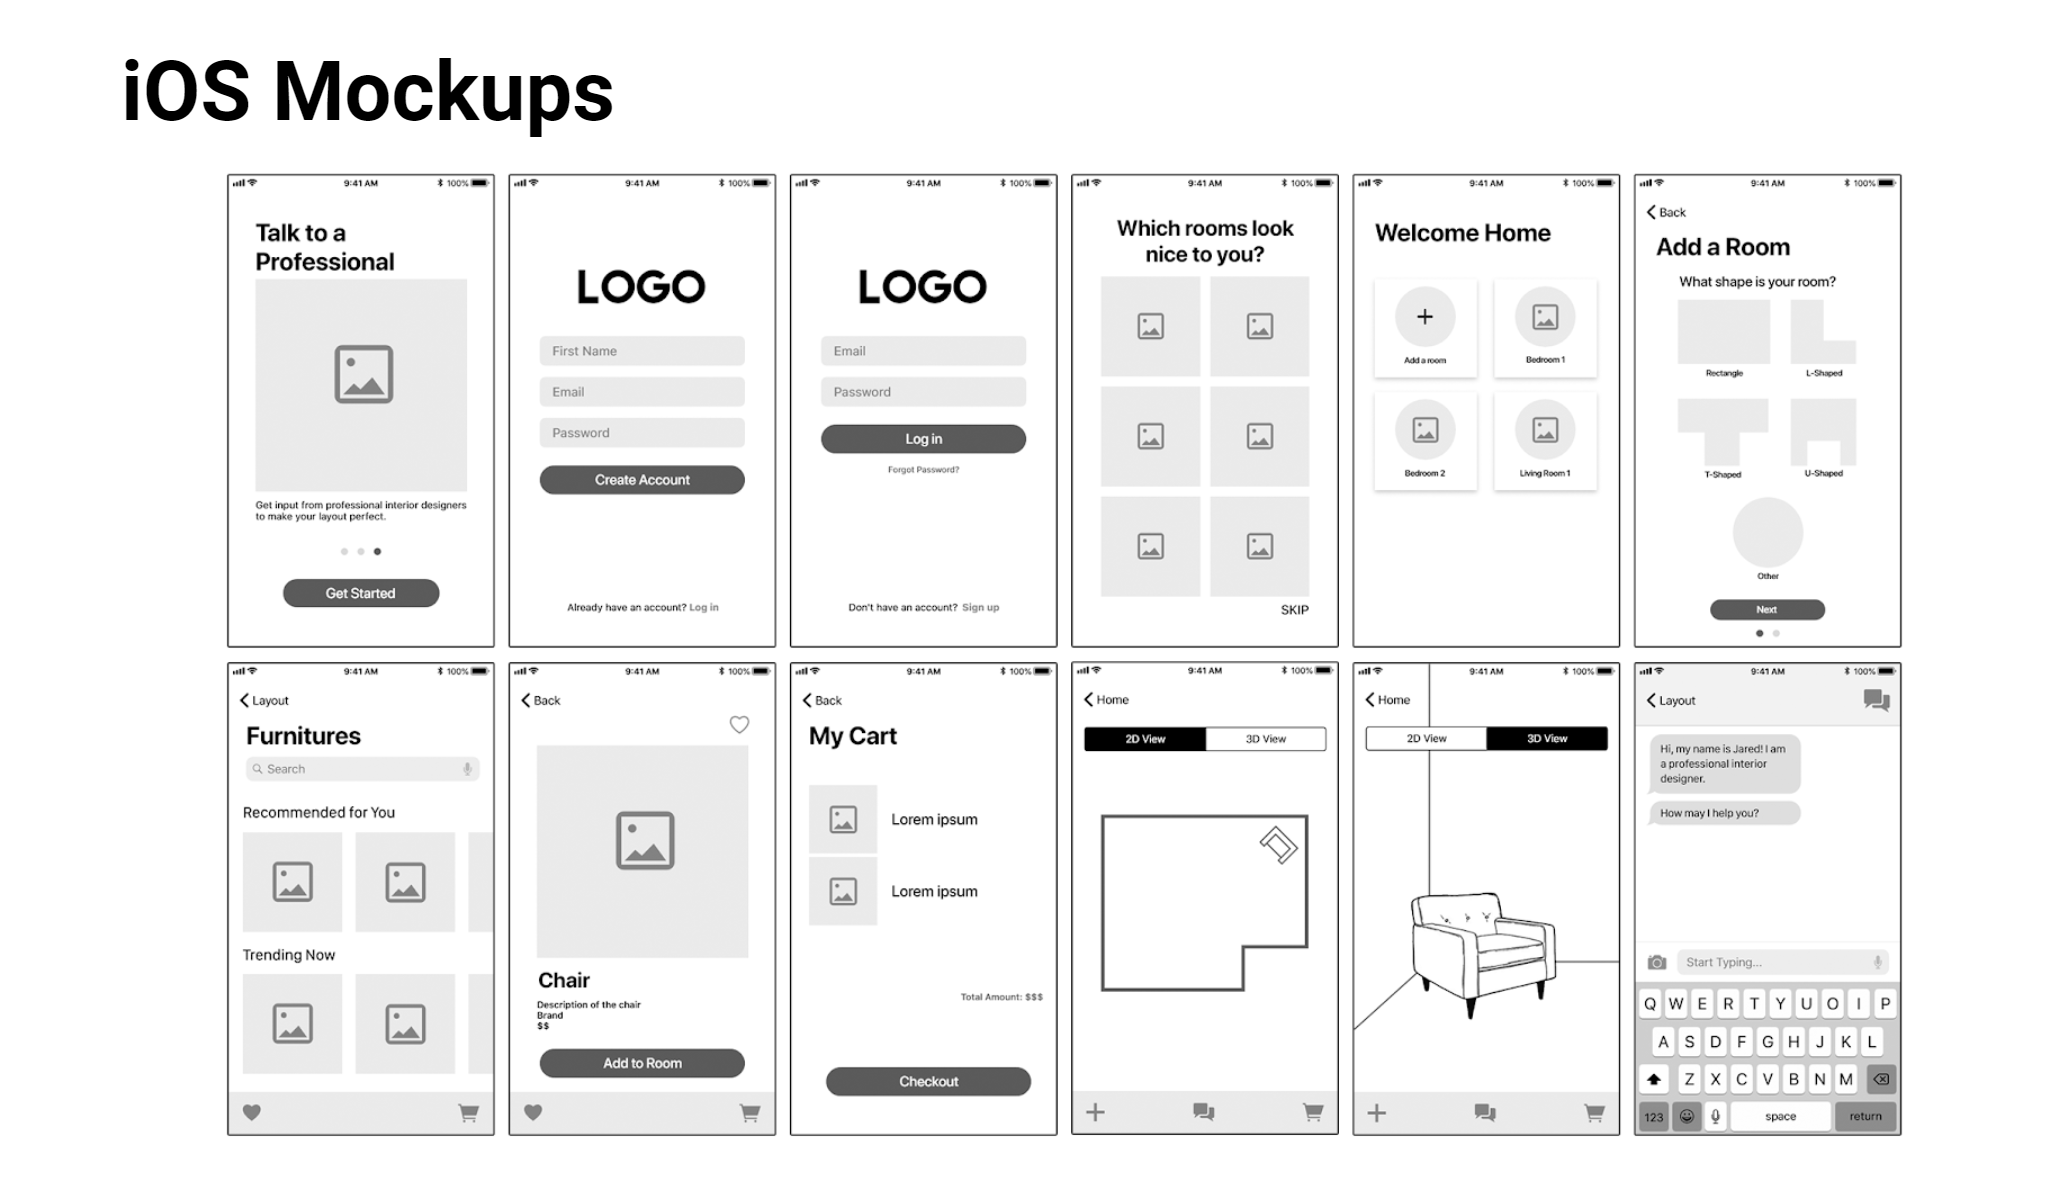 iOS Mockups
9:41 AM
100%
Talk to a
Professional
Get input from professional interior designers
to make your layout perfect.
Get Started
9:41 AM
100%
LOGO
First Name
Email
Password
Create Account
Already have an account? Log in
9:41 AM
100%
LOGO
Email
Password
Log in
Forgot Password?
Don't have an account? Sign up
9:41 AM
100%
Which rooms look
nice to you?
SKIP
9:41 AM
100%
Welcome Home
Add a room
Bedroom 1
Bedroom 2
Living Room 1
9:41 AM
100%
Back
Add a Room
What shape is your room?
Rectangle
L-Shaped
T-Shaped
U-Shaped
Other
Next
9:41 AM
100%
Layout
Furnitures
Search
Recommended for You
Trending Now
9:41 AM
100%
Back
Chair
Description of the chair
Brand
$$
Add to Room
9:41 AM
100%
Back
My Cart
Lorem ipsum
Lorem ipsum
Total Amount: $$$
Checkout
9:41 AM
100%
Home
2D View
3D View
9:41 AM
100%
Home
2D View
3D View
9:41 AM
100%
Layout
Hi, my name is Jared! I am
a professional interior
designer.
How may I help you?
Start Typing...
Q W E R T Y U O I P
A S D F G H J K L
Z X C V B N M
123 space return